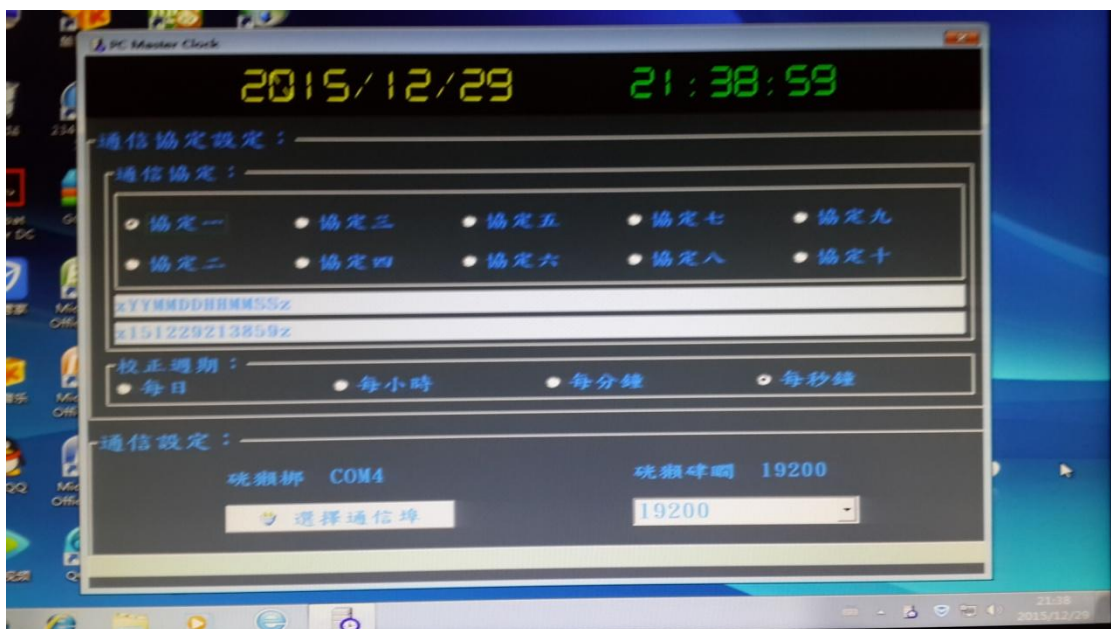 PC Master Clock
2015/12/29 21:38:59
通信協定設定：
通信協定：
協定一 協定三 協定五 協定七 協定九
協定二 協定四 協定六 協定八 協定十
xYYMMDDHHMMSSz
x151229213859z
校正週期：
每日 每小時 每分鐘 每秒鐘
通信設定：
COM4 19200
選擇通信埠 19200
QQ
21:38
2015/12/29